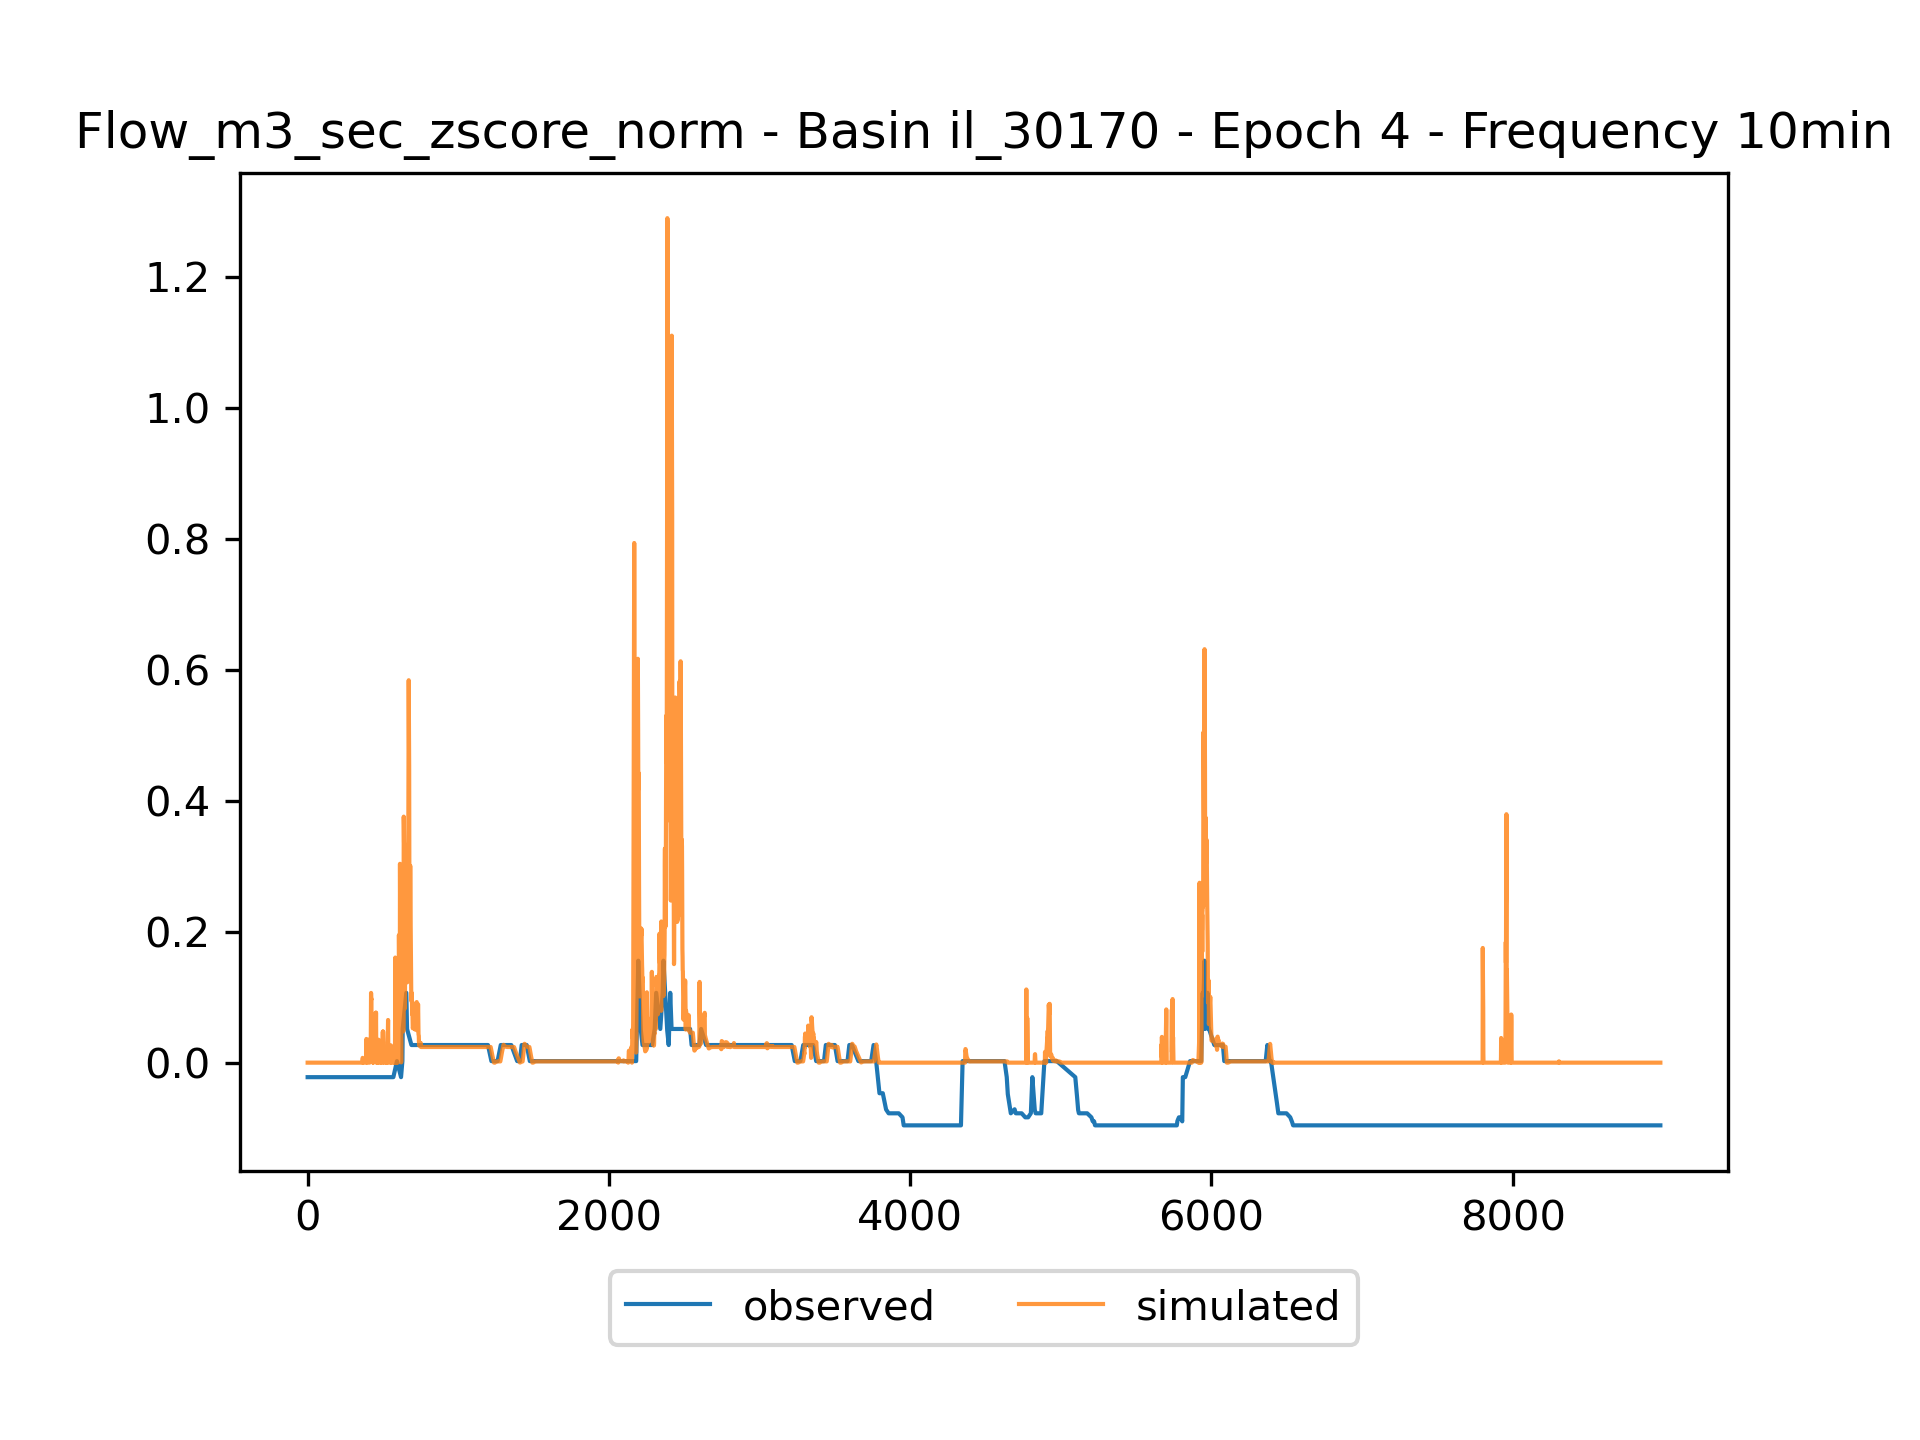 Flow_m3_sec_zscore_norm - Basin il_30170 - Epoch 4 - Frequency 10min
1.2
1.0
0.8
0.6
0.4
0.2
0.0
0 2000 4000 6000 8000
observed simulated